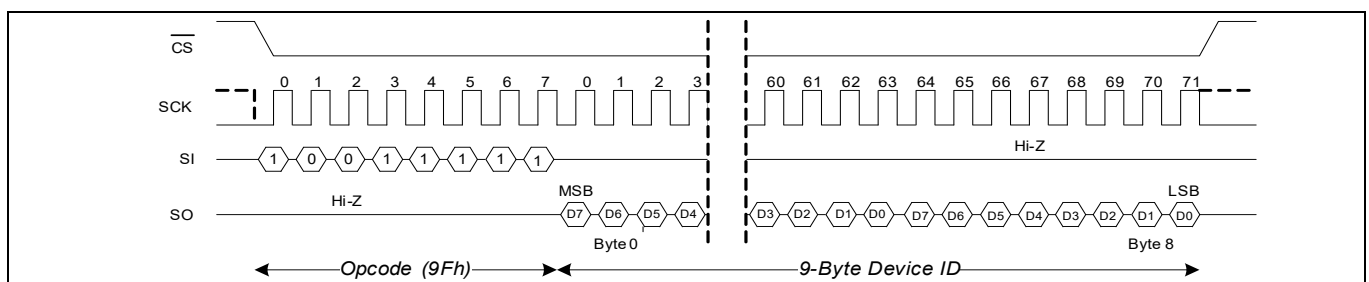 CS
0 1 2 3 4 5 6 7 0 1 2 3 60 61 62 63 64 65 66 67 68 69 70 71
SCK
Hi-Z
SI 1 0 0 1 1 1 1 1
MSB LSB
Hi-Z
SO D7 D6 D5 D4 D3 D2 D1 D0 D7 D6 D5 D4 D3 D2 D1 D0
Byte 0 Byte 8
Opcode (9Fh) 9-Byte Device ID